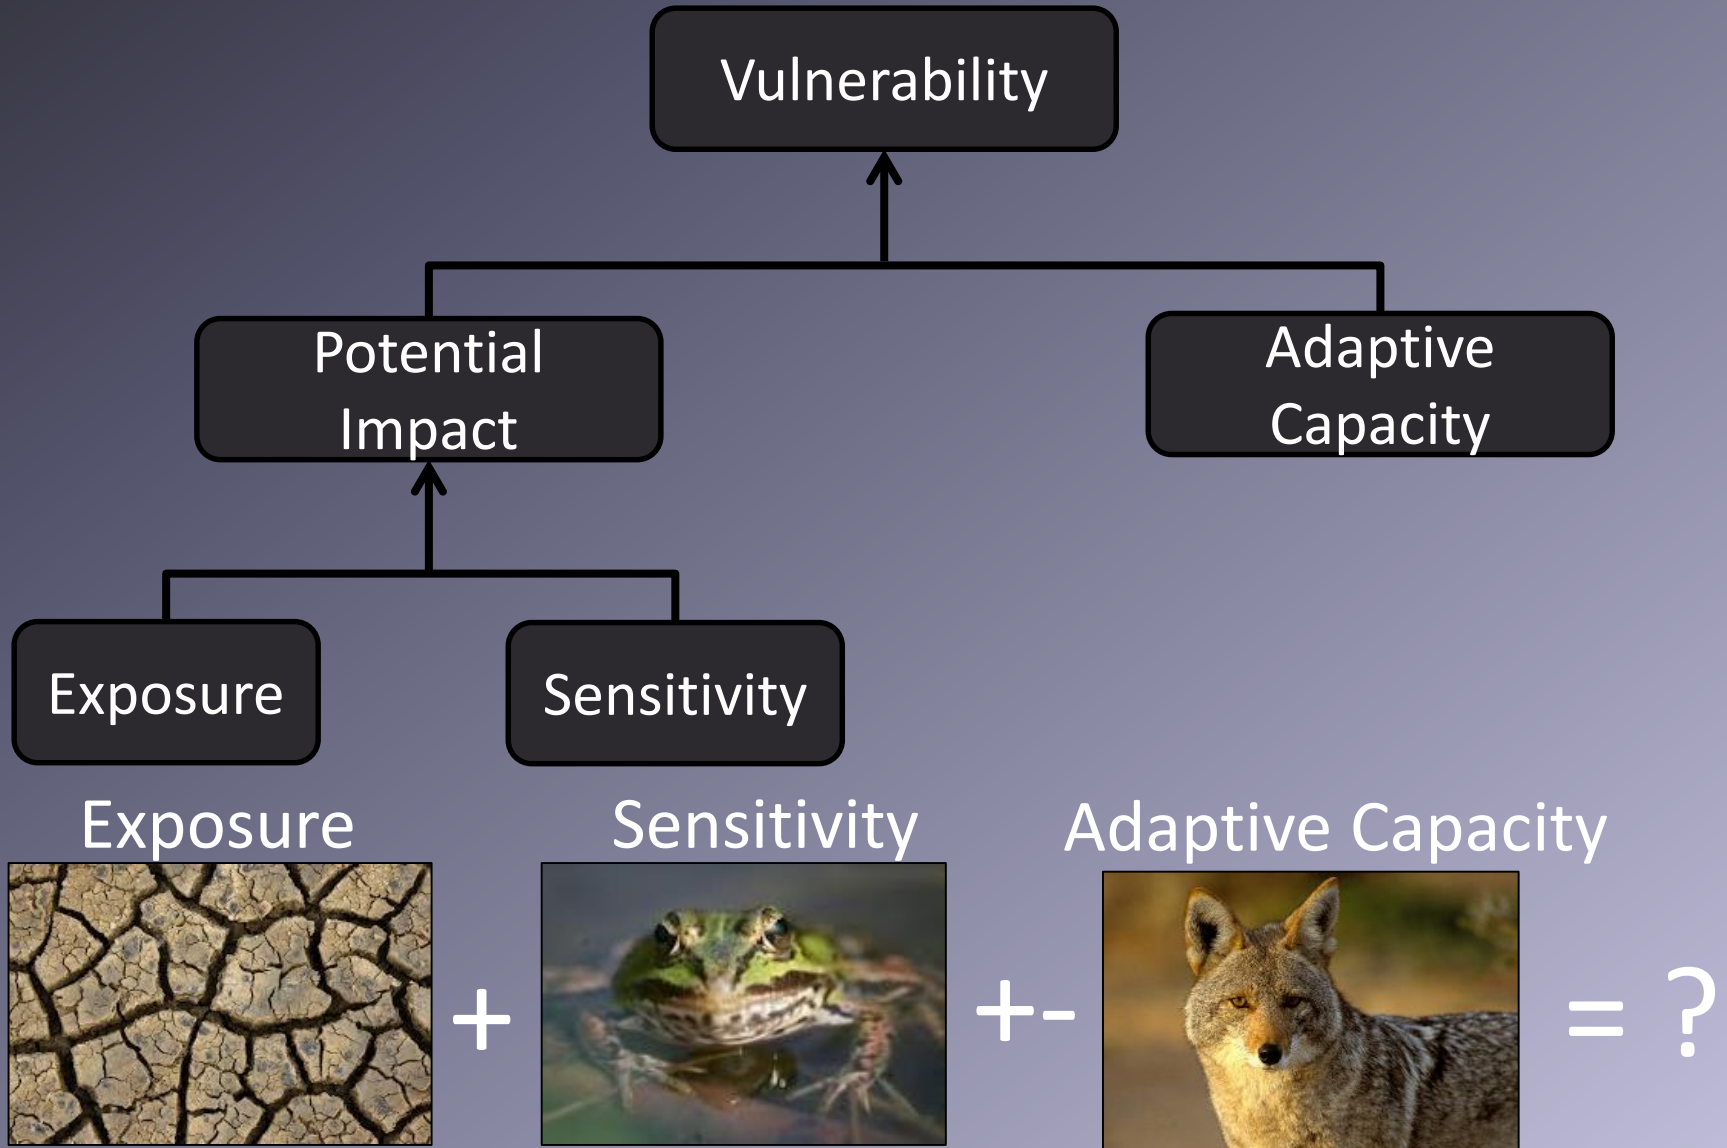 Vulnerability
Potential
Impact
Adaptive
Capacity
Exposure
Sensitivity
Exposure
Sensitivity
Adaptive Capacity
+
+-
= ?